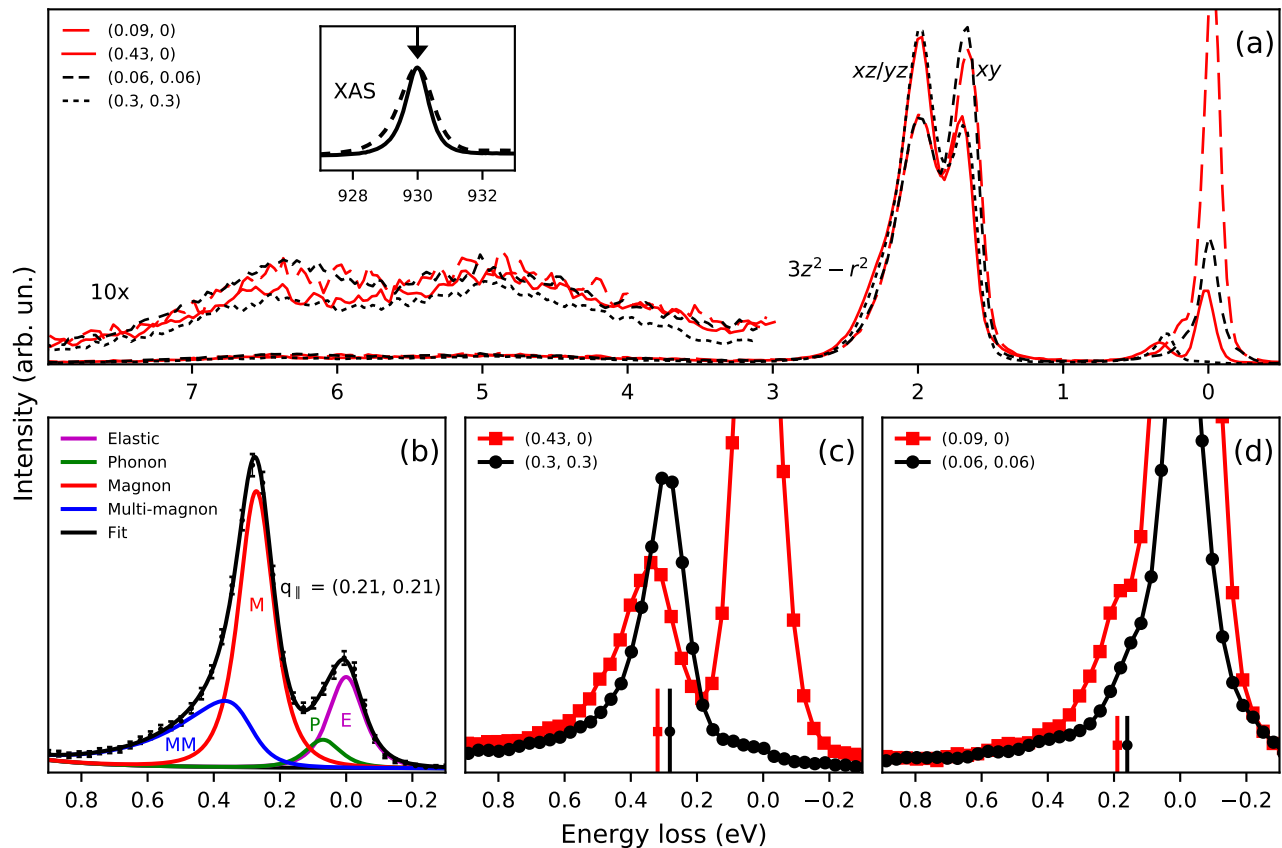 (0.09, 0)
(0.43, 0)
(0.06, 0.06)
(0.3, 0.3)
XAS
928 930 932
(a)
xz/yz
xy
3z² − r²
10x
7 6 5 4 3 2 1 0
Intensity (arb. un.)
Elastic
Phonon
Magnon
Multi-magnon
Fit
(b)
q∥ = (0.21, 0.21)
M
P
E
MM
0.8 0.6 0.4 0.2 0.0 −0.2
(0.43, 0)
(0.3, 0.3)
(c)
0.8 0.6 0.4 0.2 0.0 −0.2
(0.09, 0)
(0.06, 0.06)
(d)
0.8 0.6 0.4 0.2 0.0 −0.2
Energy loss (eV)